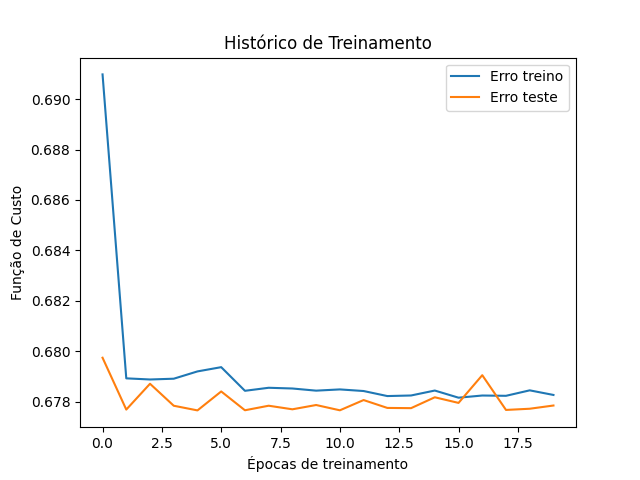 Histórico de Treinamento
Erro treino
Erro teste
Função de Custo
0.690
0.688
0.686
0.684
0.682
0.680
0.678
0.0 2.5 5.0 7.5 10.0 12.5 15.0 17.5
Épocas de treinamento